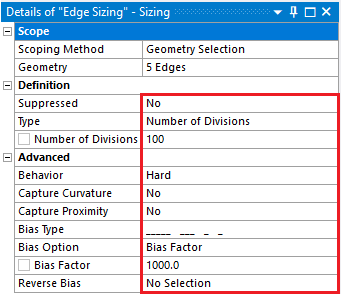 Details of "Edge Sizing" - Sizing
Scope
Scoping Method Geometry Selection
Geometry 5 Edges
Definition
Suppressed No
Type Number of Divisions
Number of Divisions 100
Advanced
Behavior Hard
Capture Curvature No
Capture Proximity No
Bias Type _____ ___ _ _
Bias Option Bias Factor
Bias Factor 1000.0
Reverse Bias No Selection